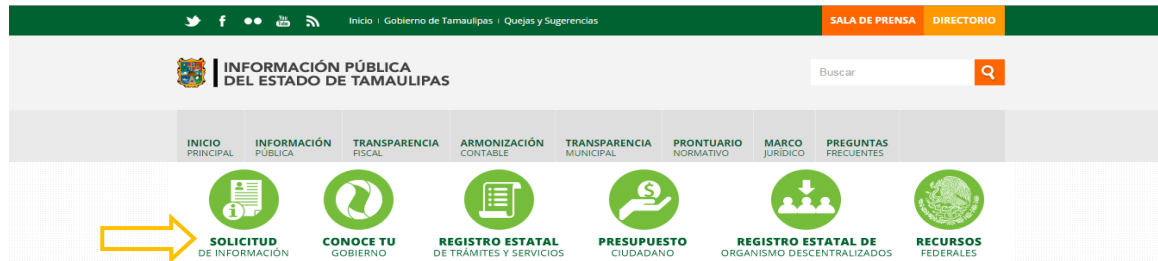 You Tube
Inicio | Gobierno de Tamaulipas | Quejas y Sugerencias
SALA DE PRENSA
DIRECTORIO
INFORMACIÓN PÚBLICA
DEL ESTADO DE TAMAULIPAS
Buscar
INICIO
PRINCIPAL
INFORMACIÓN
PÚBLICA
TRANSPARENCIA
FISCAL
ARMONIZACIÓN
CONTABLE
TRANSPARENCIA
MUNICIPAL
PRONTUARIO
NORMATIVO
MARCO
JURÍDICO
PREGUNTAS
FRECUENTES
SOLICITUD
DE INFORMACIÓN
CONOCE TU
GOBIERNO
REGISTRO ESTATAL
DE TRÁMITES Y SERVICIOS
PRESUPUESTO
CIUDADANO
REGISTRO ESTATAL DE
ORGANISMO DESCENTRALIZADOS
RECURSOS
FEDERALES